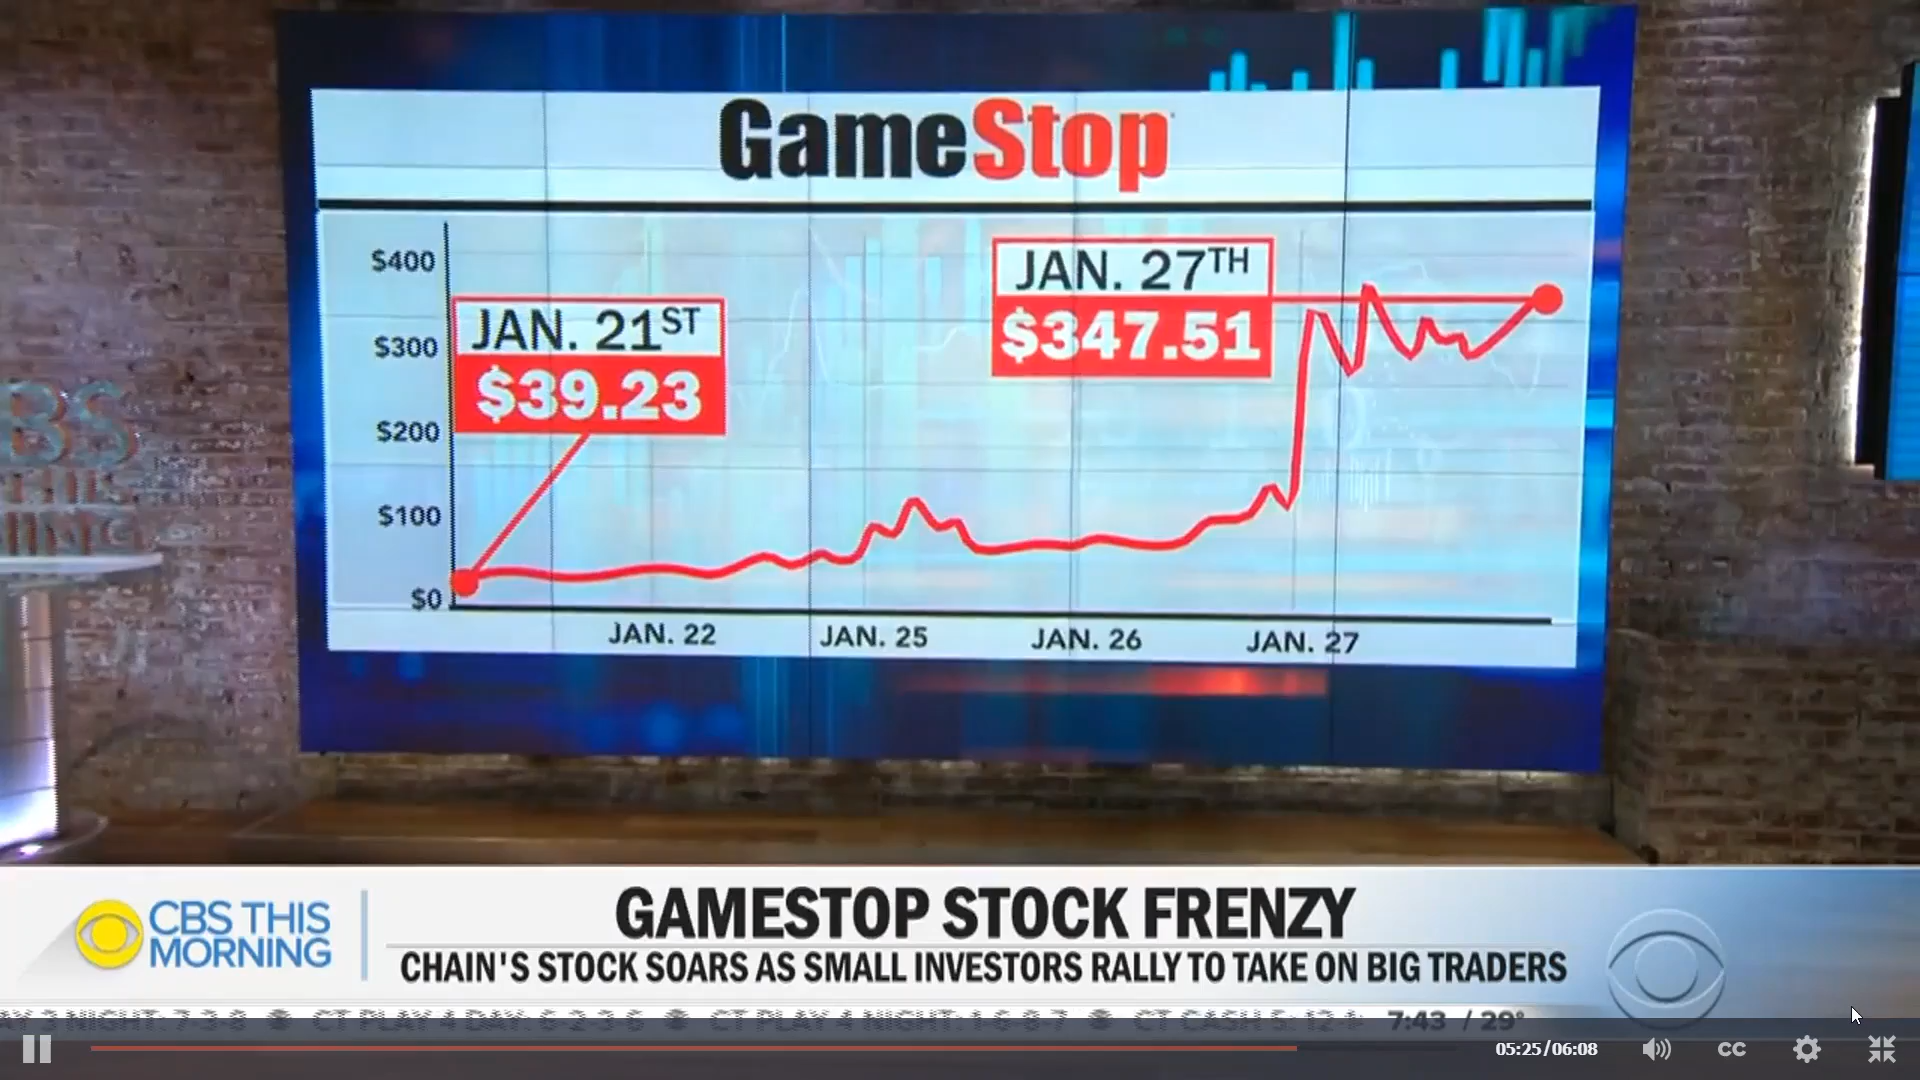 GameStop
$400
$300
$200
$100
$0
JAN. 21ST
$39.23
JAN. 27TH
$347.51
JAN. 22
JAN. 25
JAN. 26
JAN. 27
CBS THIS
MORNING
GAMESTOP STOCK FRENZY
CHAIN'S STOCK SOARS AS SMALL INVESTORS RALLY TO TAKE ON BIG TRADERS
7:43 / 29°
05:25/06:08
CC